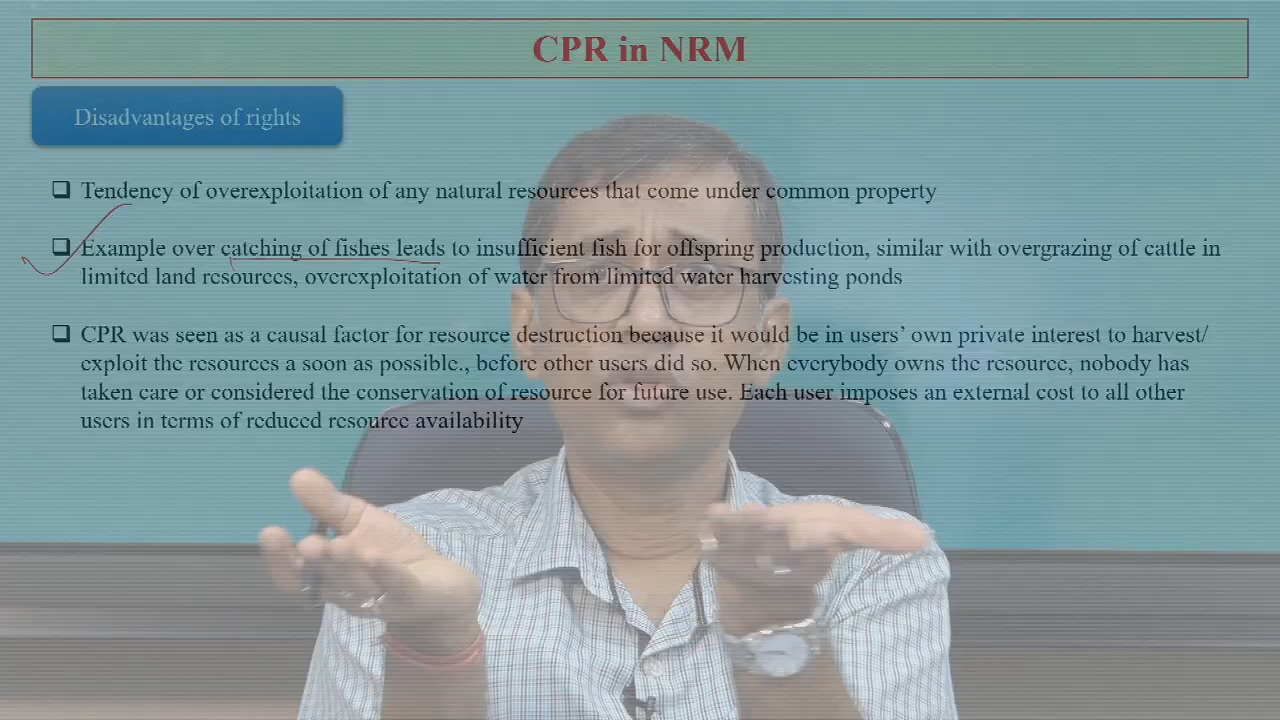 CPR in NRM
Disadvantages of rights
Tendency of overexploitation of any natural resources that come under common property
Example over catching of fishes leads to insufficient fish for offspring production, similar with overgrazing of cattle in
limited land resources, overexploitation of water from limited water harvesting ponds
CPR was seen as a causal factor for resource destruction because it would be in users' own private interest to harvest/
exploit the resources a soon as possible., before other users did so. When everybody owns the resource, nobody has
taken care or considered the conservation of resource for future use. Each user imposes an external cost to all other
users in terms of reduced resource availability